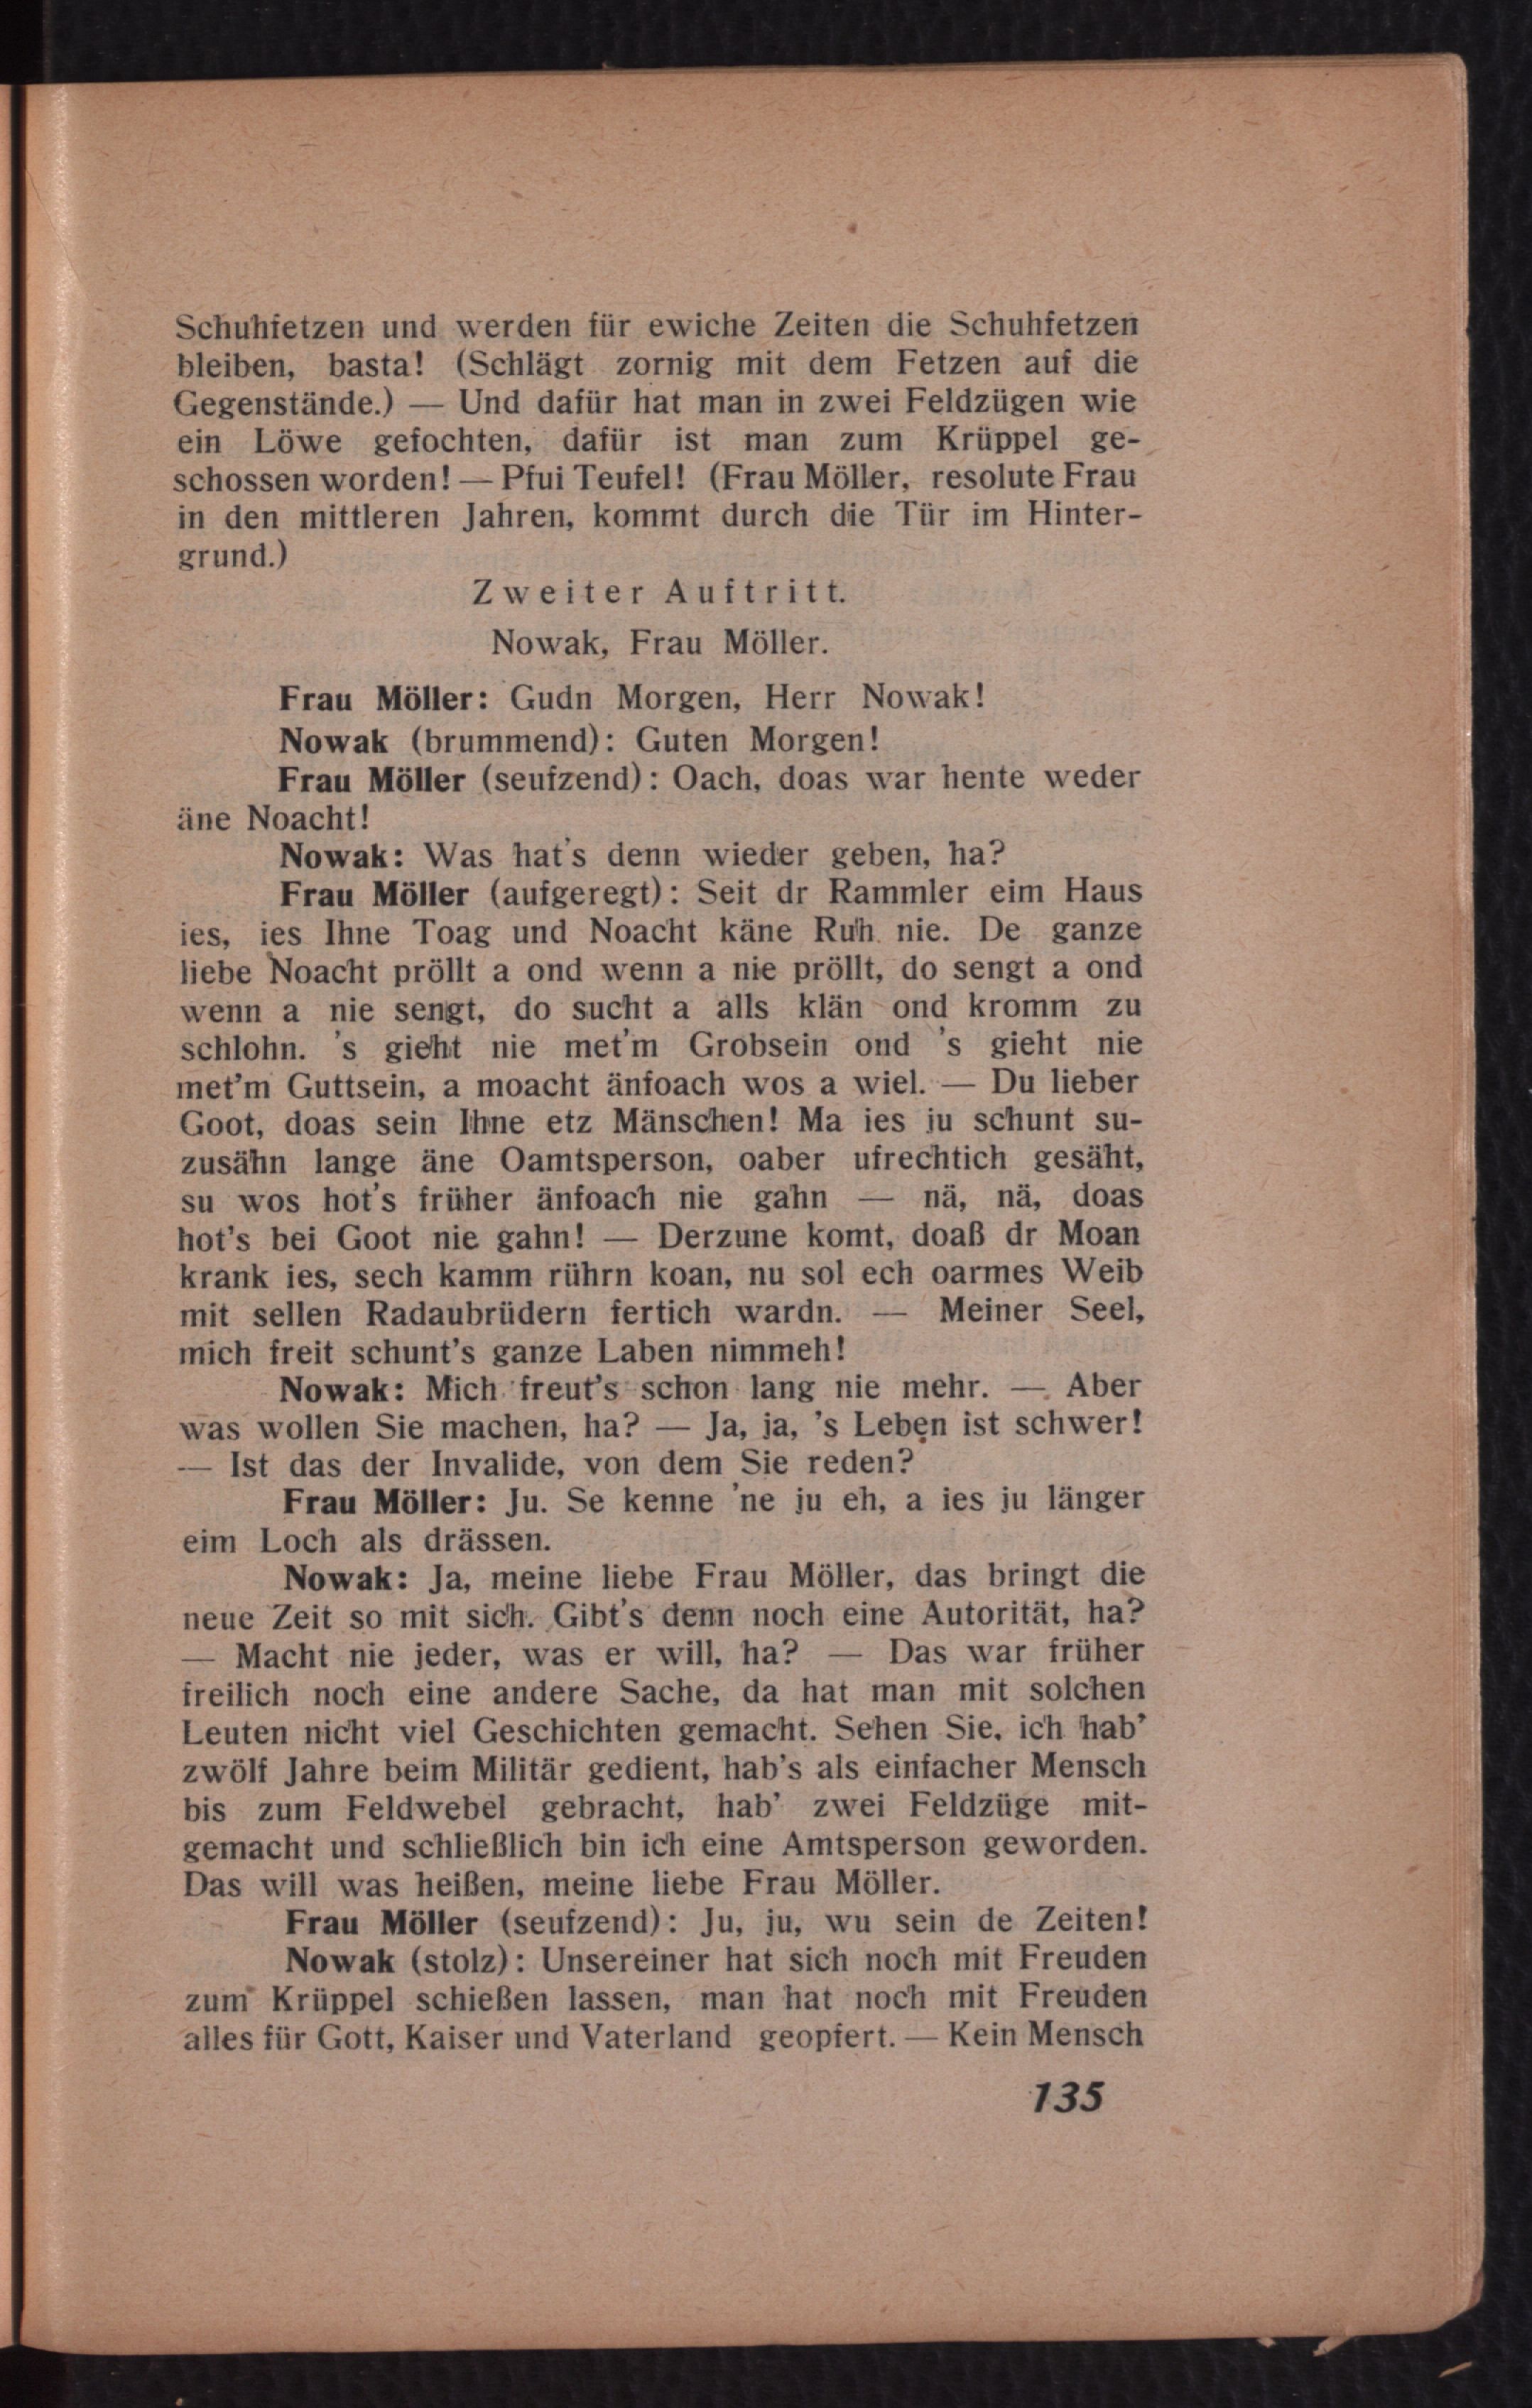 Schuhfetzen und werden für ewiche Zeiten die Schuhfetzen
bleiben, basta! (Schlägt zornig mit dem Fetzen auf die
Gegenstände.) — Und dafür hat man in zwei Feldzügen wie
ein Löwe gefochten, dafür ist man zum Krüppel ge-
schossen worden! — Pfui Teufel! (Frau Möller, resolute Frau
in den mittleren Jahren, kommt durch die Tür im Hinter-
grund.)
Zweiter Auftritt.
Nowak, Frau Möller.
Frau Möller: Gudn Morgen, Herr Nowak!
Nowak (brummend): Guten Morgen!
Frau Möller (seufzend): Oach, doas war hente weder
äne Noacht!
Nowak: Was hat's denn wieder geben, ha?
Frau Möller (aufgeregt): Seit dr Rammler eim Haus
ies, ies Ihne Toag und Noacht käne Ruh nie. De ganze
liebe Noacht pröllt a ond wenn a nie pröllt, do sengt a ond
wenn a nie sengt, do sucht a alls klän ond kromm zu
schlohn. 's gieht nie met'm Grobsein ond 's gieht nie
met'm Guttsein, a moacht änfoach wos a wiel. — Du lieber
Goot, doas sein Ihne etz Mänschen! Ma ies ju schunt su-
zusähn lange äne Oamtsperson, oaber ufrechtich gesäht,
su wos hot's früher änfoach nie gahn — nä, nä, doas
hot's bei Goot nie gahn! — Derzune komt, doaß dr Moan
krank ies, sech kamm rührn koan, nu sol ech oarmes Weib
mit sellen Radaubrüdern fertich wardn. — Meiner Seel,
mich freit schunt's ganze Laben nimmeh!
Nowak: Mich freut's schon lang nie mehr. — Aber
was wollen Sie machen, ha? — Ja, ja, 's Leben ist schwer!
— Ist das der Invalide, von dem Sie reden?
Frau Möller: Ju. Se kenne 'ne ju eh, a ies ju länger
eim Loch als drässen.
Nowak: Ja, meine liebe Frau Möller, das bringt die
neue Zeit so mit sich. Gibt's denn noch eine Autorität, ha?
— Macht nie jeder, was er will, ha? — Das war früher
freilich noch eine andere Sache, da hat man mit solchen
Leuten nicht viel Geschichten gemacht. Sehen Sie, ich hab'
zwölf Jahre beim Militär gedient, hab's als einfacher Mensch
bis zum Feldwebel gebracht, hab' zwei Feldzüge mit-
gemacht und schließlich bin ich eine Amtsperson geworden.
Das will was heißen, meine liebe Frau Möller.
Frau Möller (seufzend): Ju, ju, wu sein de Zeiten!
Nowak (stolz): Unsereiner hat sich noch mit Freuden
zum Krüppel schießen lassen, man hat noch mit Freuden
alles für Gott, Kaiser und Vaterland geopfert. — Kein Mensch
135